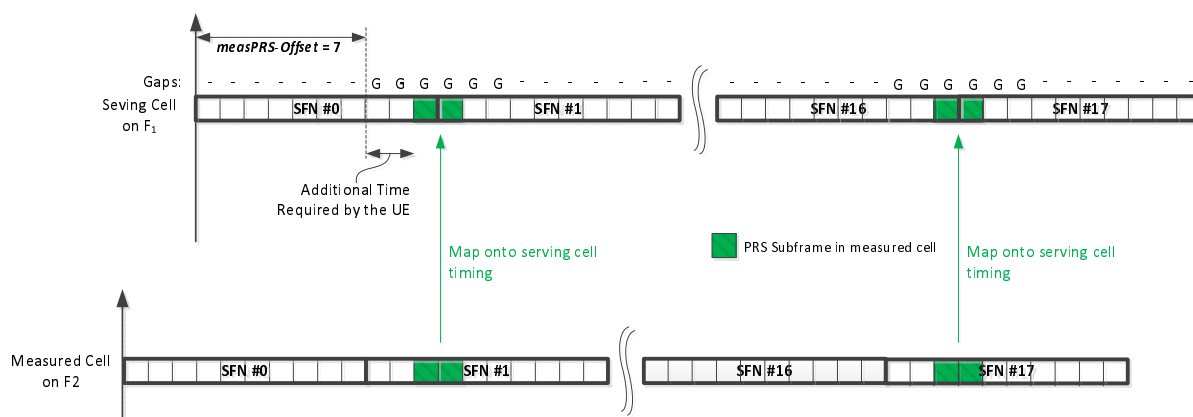 measPRS-Offset = 7
Gaps: - - - - - - - G G G G G G - - - - - - - - - - - - - - G G G G G G - - - - - - -
Seving Cell on F1
SFN #0 SFN #1 SFN #16 SFN #17
Additional Time
Required by the UE
Map onto serving cell
timing
PRS Subframe in measured cell
Map onto serving cell
timing
Measured Cell
on F2
SFN #0 SFN #1 SFN #16 SFN #17